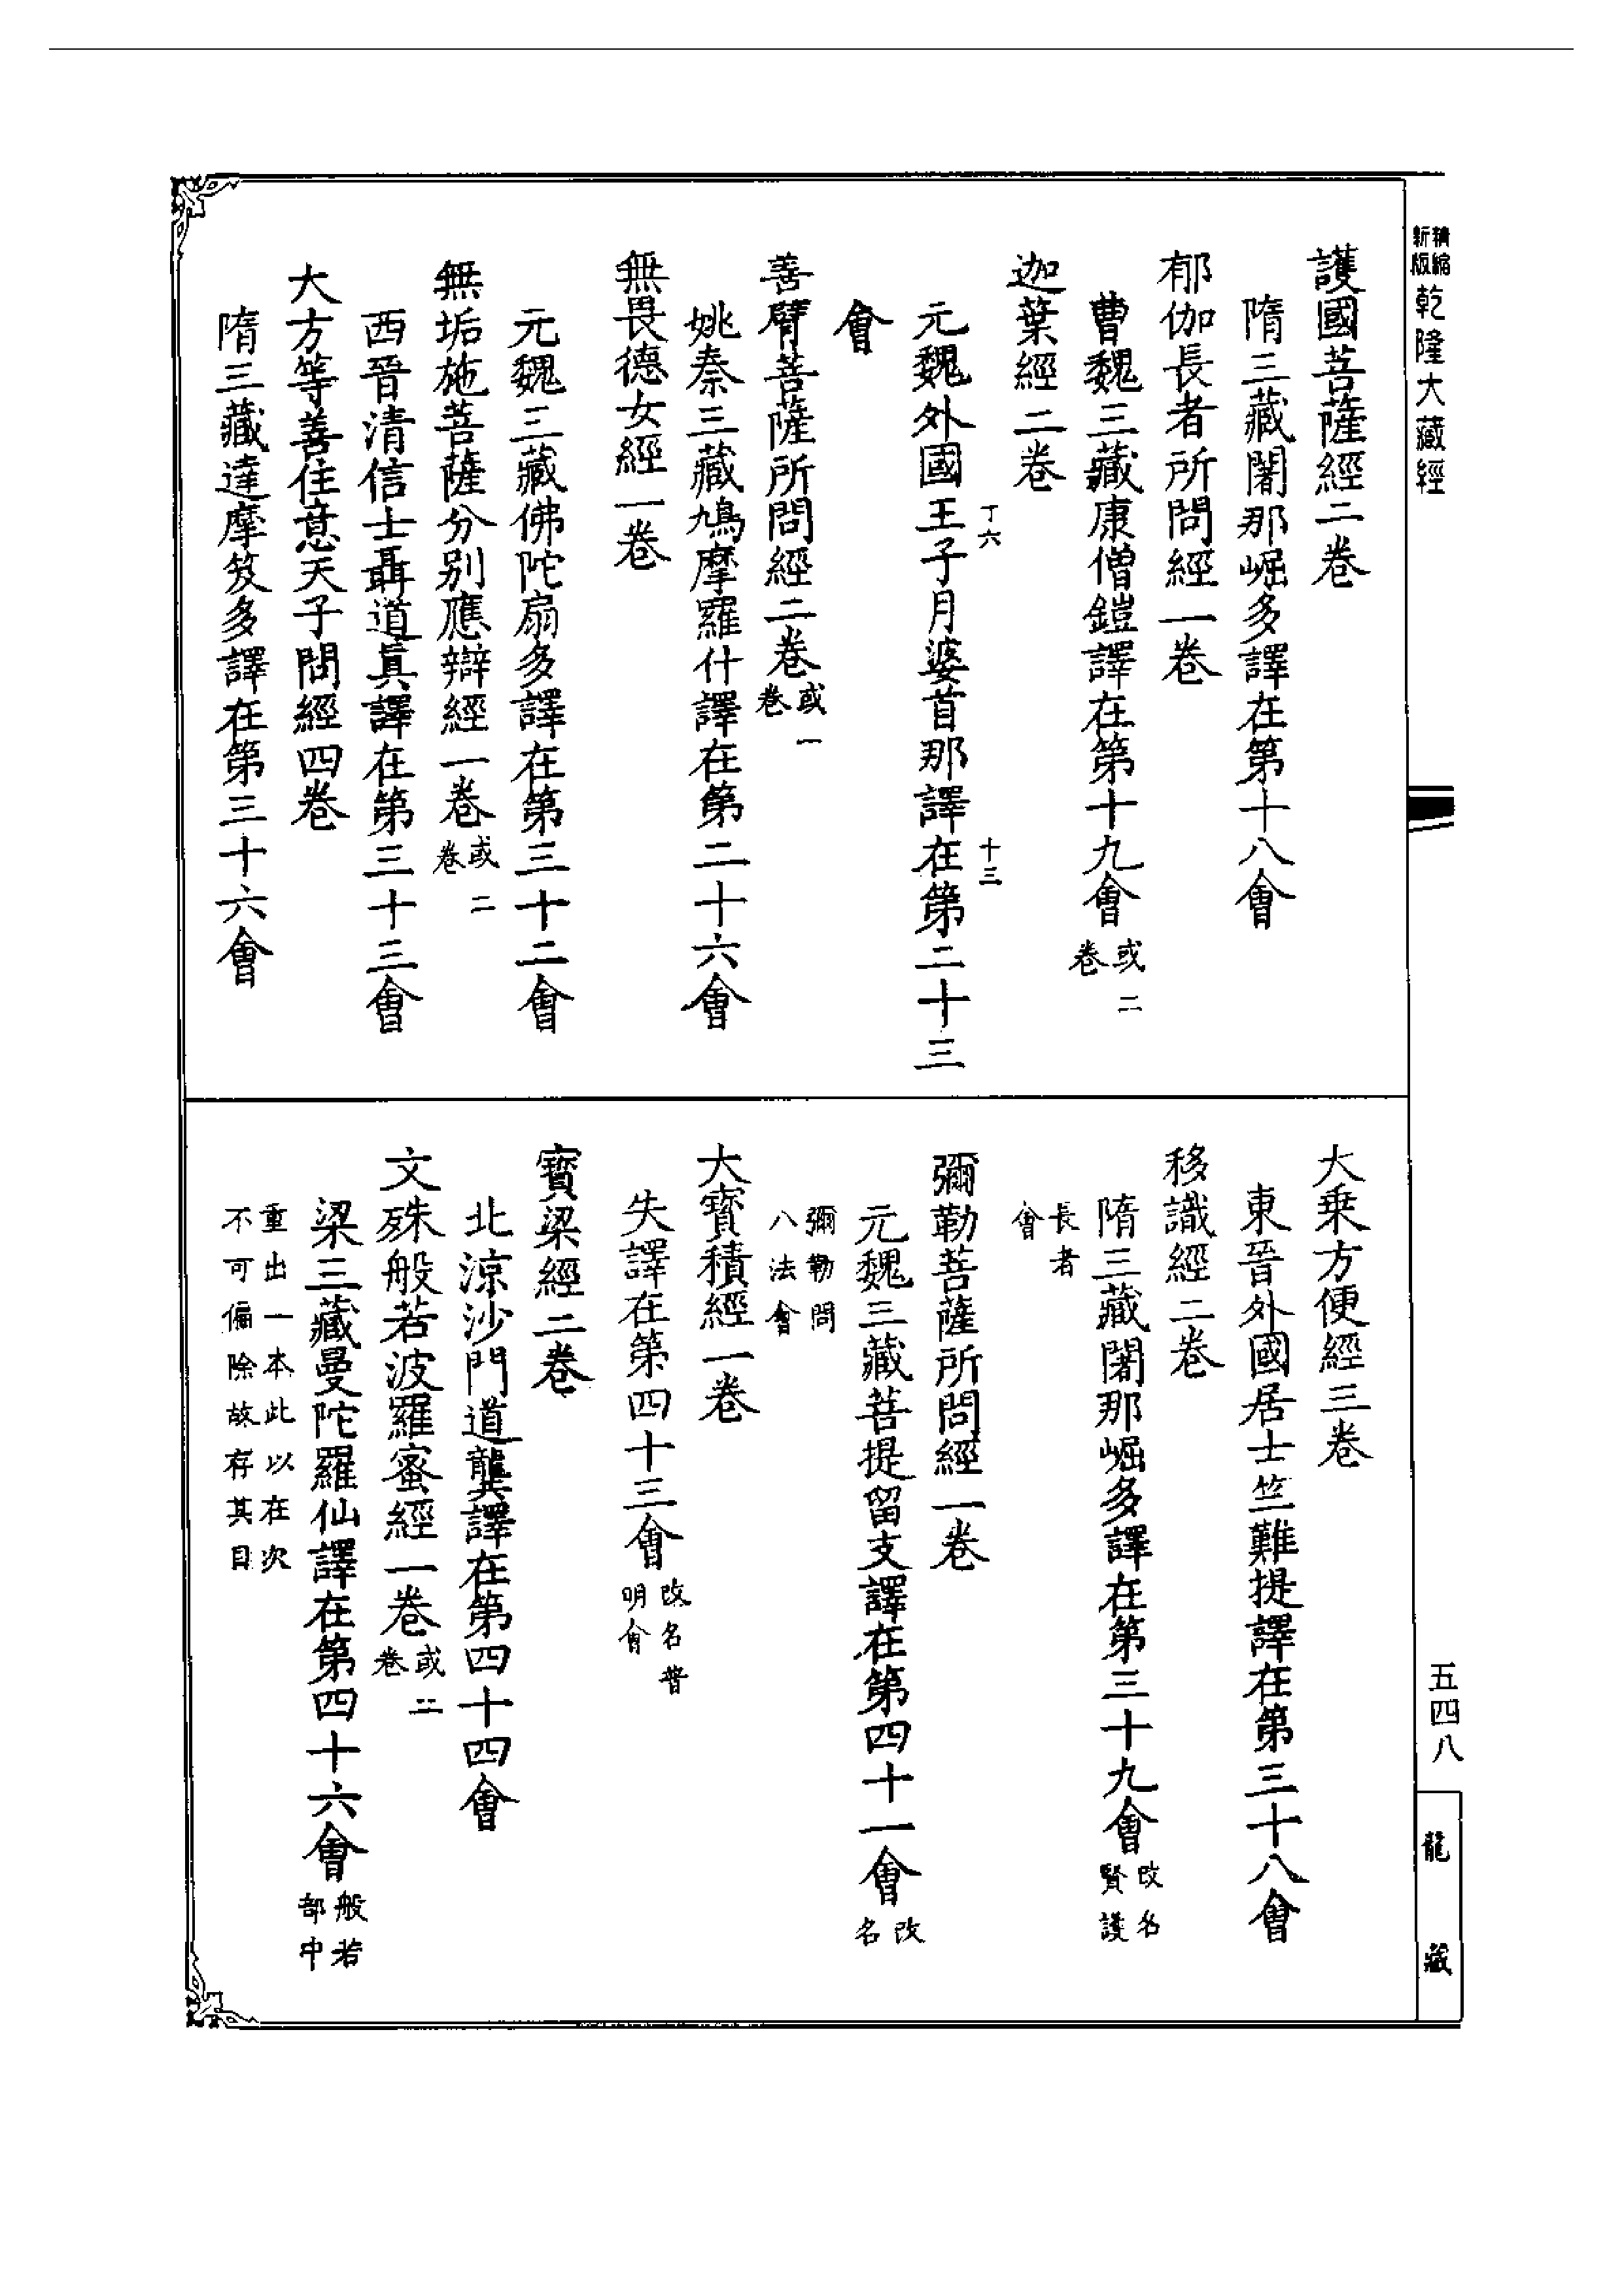 精縮新版乾隆大藏經
護國菩薩經二卷
隋三藏闍那崛多譯在第十八會
郁伽長者所問經一卷
曹魏三藏康僧鎧譯在第十九會或二卷
迦葉經二卷
丁六 十三
元魏外國王子月婆首那譯在第二十三
會
善臂菩薩所問經二卷或一卷
姚秦三藏鳩摩羅什譯在第二十六會
無畏德女經一卷
元魏三藏佛陀扇多譯在第三十二會
無垢施菩薩分別應辯經一卷或二卷
西晉清信士聶道真譯在第三十三會
大方等善住意天子問經四卷
隋三藏達摩笈多譯在第三十六會
大乘方便經三卷
東晉外國居士竺難提譯在第三十八會
移識經二卷
隋三藏闍那崛多譯在第三十九會改名賢護
長者會
彌勒菩薩所問經一卷
元魏三藏菩提留支譯在第四十一會改名
彌勒問八法會
大寶積經一卷
失譯在第四十三會改名普明會
寶梁經二卷
北涼沙門道龔譯在第四十四會
文殊般若波羅蜜經一卷或二卷
梁三藏曼陀羅仙譯在第四十六會般若部中
重出一本此以在次不可偏除故存其目
五四八
龍藏